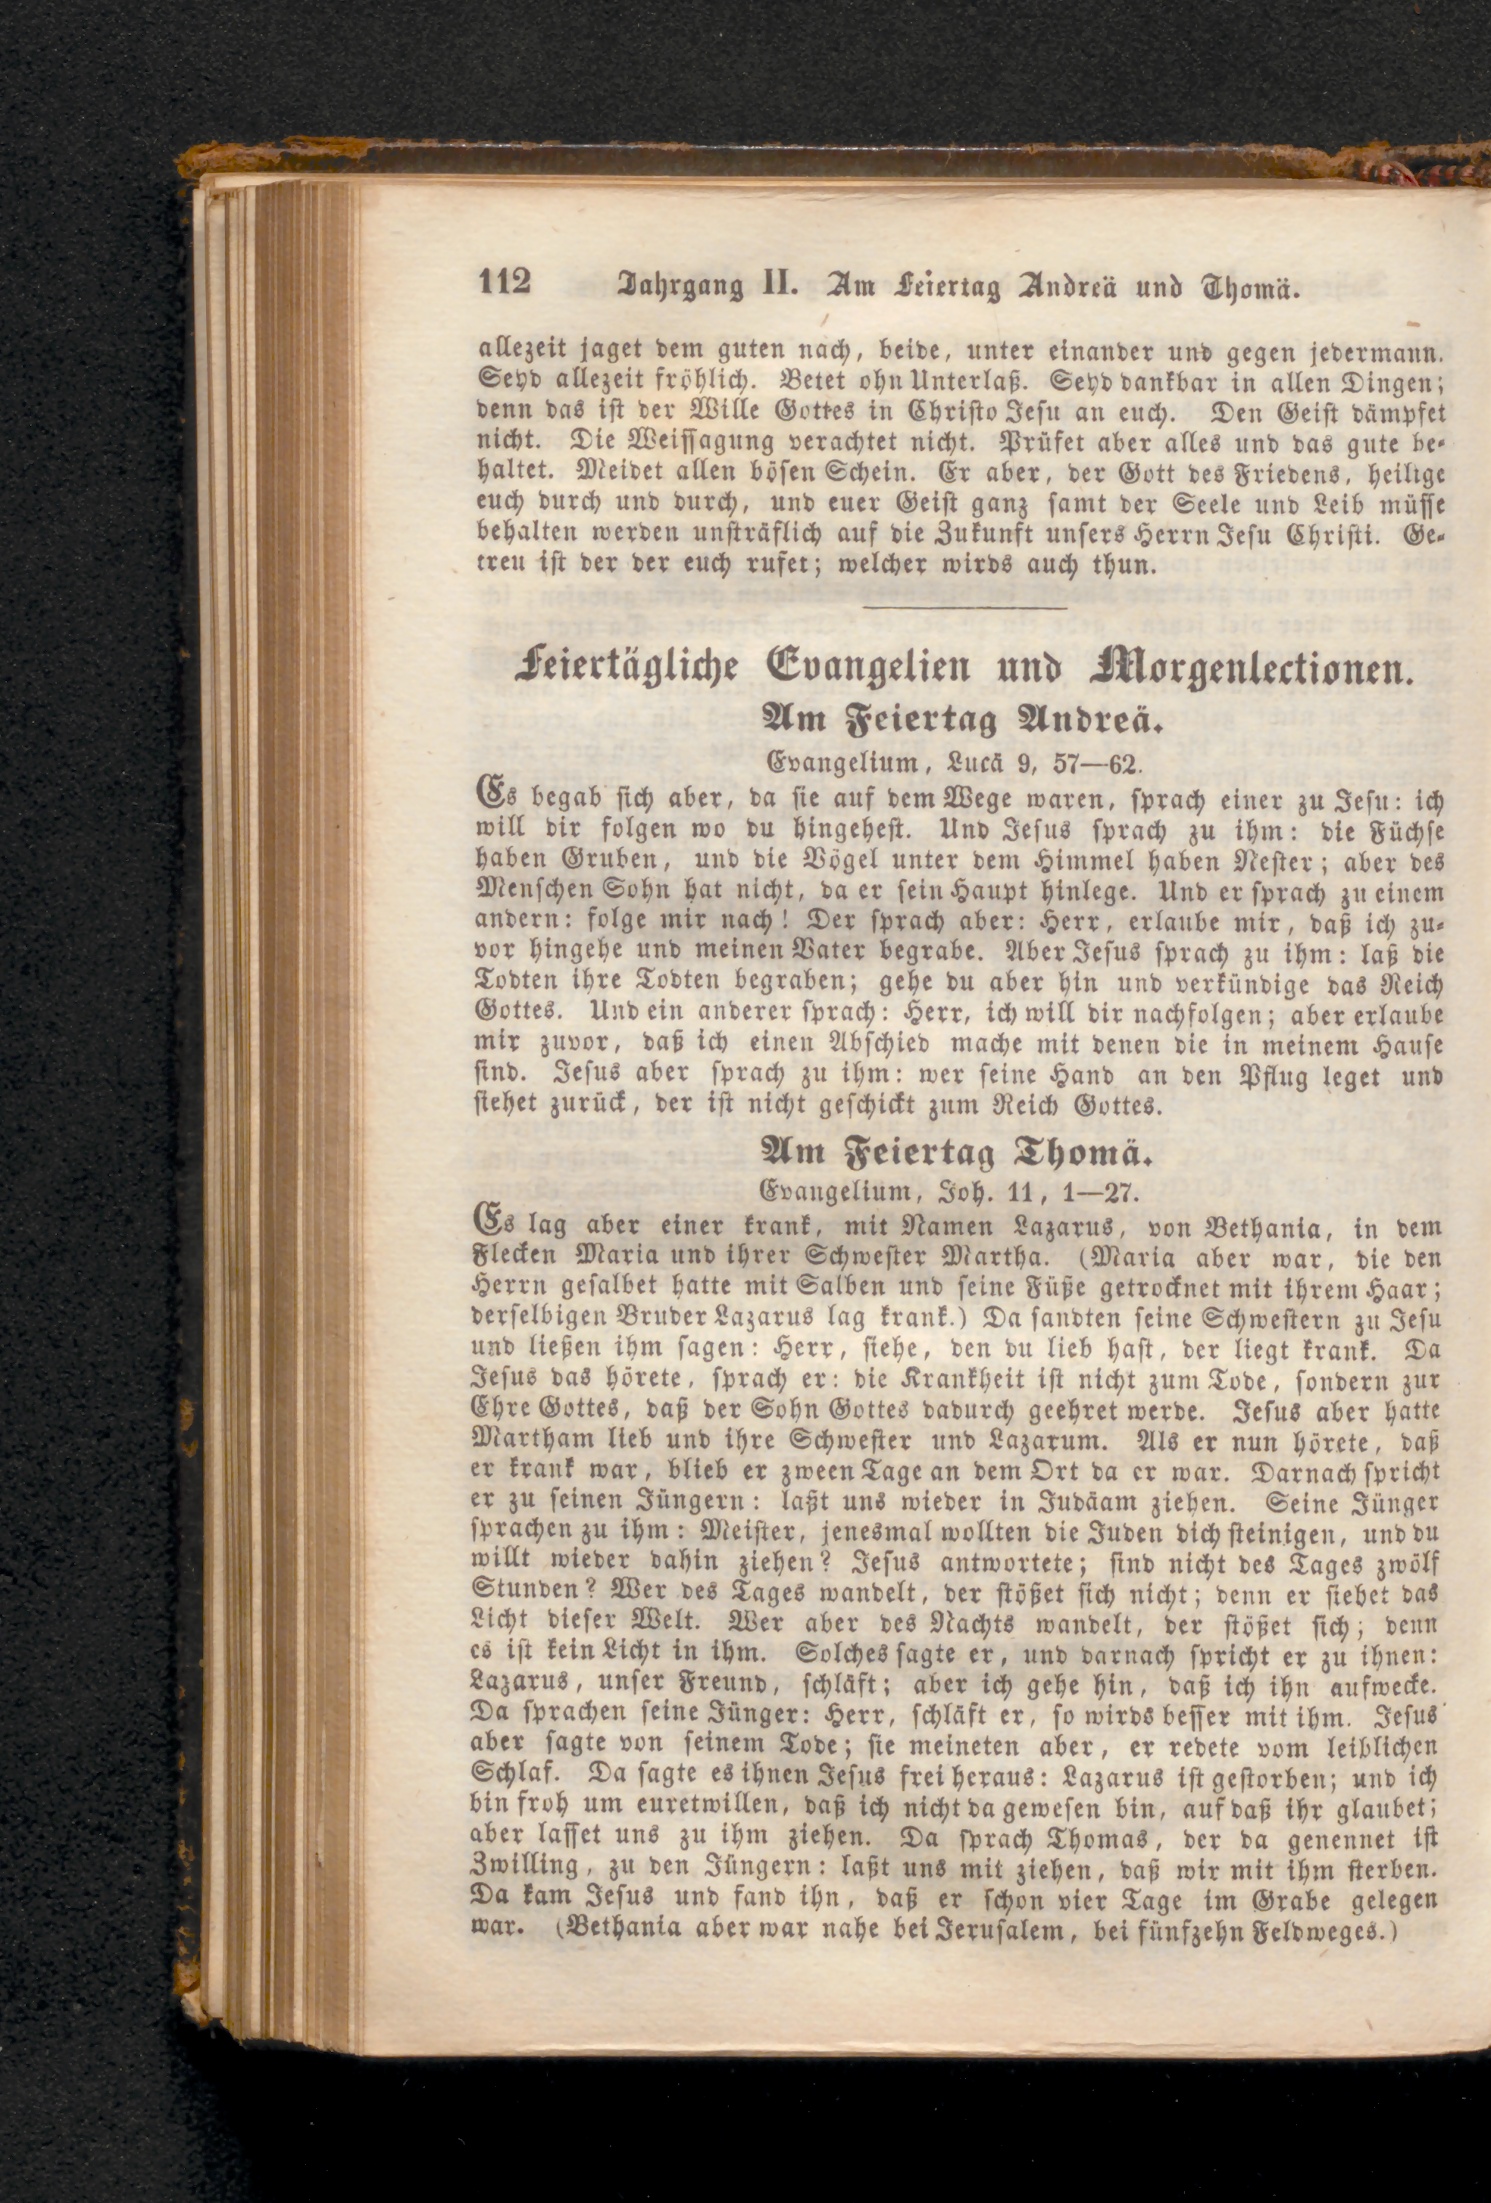 112 Jahrgang II. Am Feiertag Andreä und Thomä.
allezeit jaget dem guten nach, beide, unter einander und gegen jedermann.
Seyd allezeit fröhlich. Betet ohn Unterlaß. Seyd dankbar in allen Dingen;
denn das ist der Wille Gottes in Christo Jesu an euch. Den Geist dämpfet
nicht. Die Weissagung verachtet nicht. Prüfet aber alles und das gute be-
haltet. Meidet allen bösen Schein. Er aber, der Gott des Friedens, heilige
euch durch und durch, und euer Geist ganz samt der Seele und Leib müsse
behalten werden unsträflich auf die Zukunft unsers Herrn Jesu Christi. Ge-
treu ist der der euch rufet; welcher wirds auch thun.
Feiertägliche Evangelien und Morgenlectionen.
Am Feiertag Andreä.
Evangelium, Lucä 9, 57—62.
Es begab sich aber, da sie auf dem Wege waren, sprach einer zu Jesu: ich
will dir folgen wo du hingehest. Und Jesus sprach zu ihm: die Füchse
haben Gruben, und die Vögel unter dem Himmel haben Nester; aber des
Menschen Sohn hat nicht, da er sein Haupt hinlege. Und er sprach zu einem
andern: folge mir nach! Der sprach aber: Herr, erlaube mir, daß ich zu-
vor hingehe und meinen Vater begrabe. Aber Jesus sprach zu ihm: laß die
Todten ihre Todten begraben; gehe du aber hin und verkündige das Reich
Gottes. Und ein anderer sprach: Herr, ich will dir nachfolgen; aber erlaube
mir zuvor, daß ich einen Abschied mache mit denen die in meinem Hause
sind. Jesus aber sprach zu ihm: wer seine Hand an den Pflug leget und
siehet zurück, der ist nicht geschickt zum Reich Gottes.
Am Feiertag Thomä.
Evangelium, Joh. 11, 1—27.
Es lag aber einer krank, mit Namen Lazarus, von Bethania, in dem
Flecken Maria und ihrer Schwester Martha. (Maria aber war, die den
Herrn gesalbet hatte mit Salben und seine Füße getrocknet mit ihrem Haar;
derselbigen Bruder Lazarus lag krank.) Da sandten seine Schwestern zu Jesu
und ließen ihm sagen: Herr, siehe, den du lieb hast, der liegt krank. Da
Jesus das hörete, sprach er: die Krankheit ist nicht zum Tode, sondern zur
Ehre Gottes, daß der Sohn Gottes dadurch geehret werde. Jesus aber hatte
Martham lieb und ihre Schwester und Lazarum. Als er nun hörete, daß
er krank war, blieb er zween Tage an dem Ort da er war. Darnach spricht
er zu seinen Jüngern: laßt uns wieder in Judäam ziehen. Seine Jünger
sprachen zu ihm: Meister, jenesmal wollten die Juden dich steinigen, und du
willt wieder dahin ziehen? Jesus antwortete; sind nicht des Tages zwölf
Stunden? Wer des Tages wandelt, der stößet sich nicht; denn er siehet das
Licht dieser Welt. Wer aber des Nachts wandelt, der stößet sich; denn
es ist kein Licht in ihm. Solches sagte er, und darnach spricht er zu ihnen:
Lazarus, unser Freund, schläft; aber ich gehe hin, daß ich ihn aufwecke.
Da sprachen seine Jünger: Herr, schläft er, so wirds besser mit ihm. Jesus
aber sagte von seinem Tode; sie meineten aber, er redete vom leiblichen
Schlaf. Da sagte es ihnen Jesus frei heraus: Lazarus ist gestorben; und ich
bin froh um euretwillen, daß ich nicht da gewesen bin, auf daß ihr glaubet;
aber lasset uns zu ihm ziehen. Da sprach Thomas, der da genennet ist
Zwilling, zu den Jüngern: laßt uns mit ziehen, daß wir mit ihm sterben.
Da kam Jesus und fand ihn, daß er schon vier Tage im Grabe gelegen
war. (Bethania aber war nahe bei Jerusalem, bei fünfzehn Feldweges.)